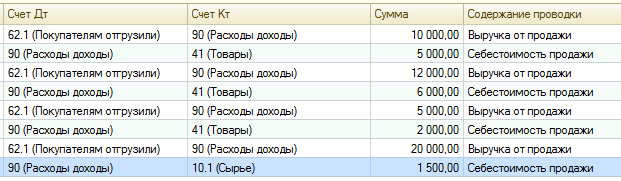 Счет Дт Счет Кт Сумма Содержание проводки
62.1 (Покупателям отгрузили) 90 (Расходы доходы) 10 000,00 Выручка от продажи
90 (Расходы доходы) 41 (Товары) 5 000,00 Себестоимость продажи
62.1 (Покупателям отгрузили) 90 (Расходы доходы) 12 000,00 Выручка от продажи
90 (Расходы доходы) 41 (Товары) 6 000,00 Себестоимость продажи
62.1 (Покупателям отгрузили) 90 (Расходы доходы) 5 000,00 Выручка от продажи
90 (Расходы доходы) 41 (Товары) 2 000,00 Себестоимость продажи
62.1 (Покупателям отгрузили) 90 (Расходы доходы) 20 000,00 Выручка от продажи
90 (Расходы доходы) 10.1 (Сырье) 1 500,00 Себестоимость продажи